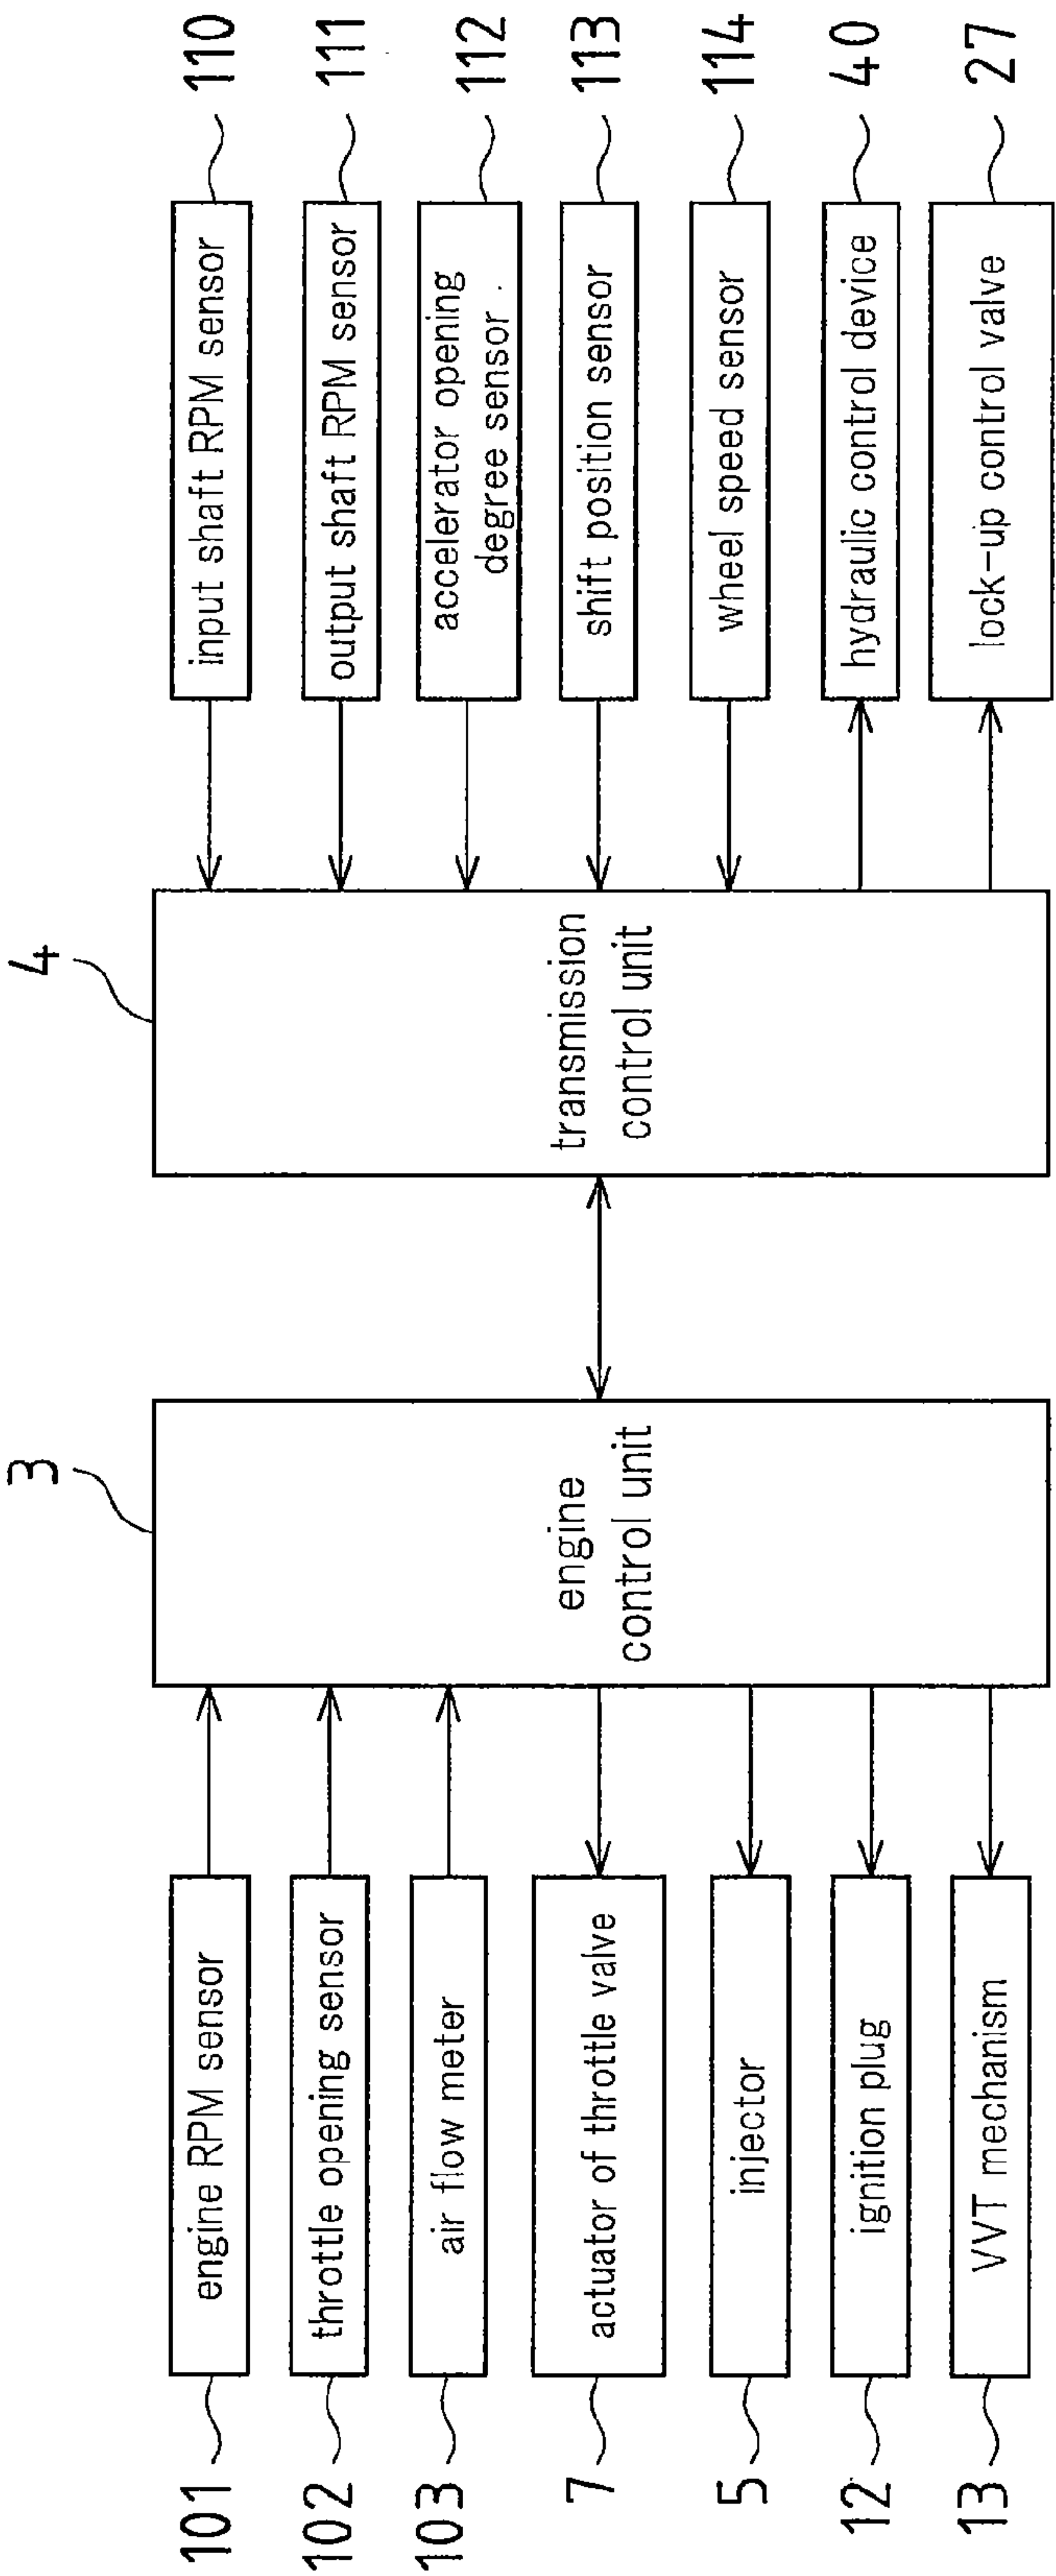 3
4
101
engine RPM sensor
102
throttle opening sensor
103
air flow meter
7
actuator of throttle valve
5
injector
12
ignition plug
13
VVT mechanism
engine
control unit
transmission
control unit
input shaft RPM sensor
110
output shaft RPM sensor
111
accelerator opening
degree sensor
112
shift position sensor
113
wheel speed sensor
114
hydraulic control device
40
lock-up control valve
27